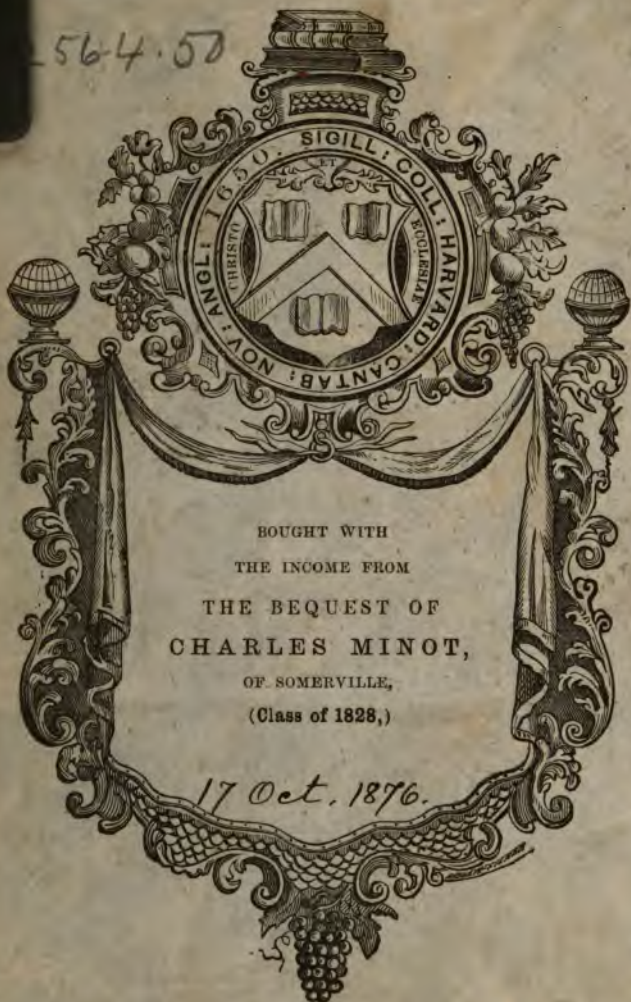 564.50
SIGILL: COLL: HARVARD: CANTAB: NOV: ANGL: 1650.
ET
CHRISTO
ECCLESIAE
BOUGHT WITH
THE INCOME FROM
THE BEQUEST OF
CHARLES MINOT,
OF SOMERVILLE,
(Class of 1828,)
17 Oct. 1876.